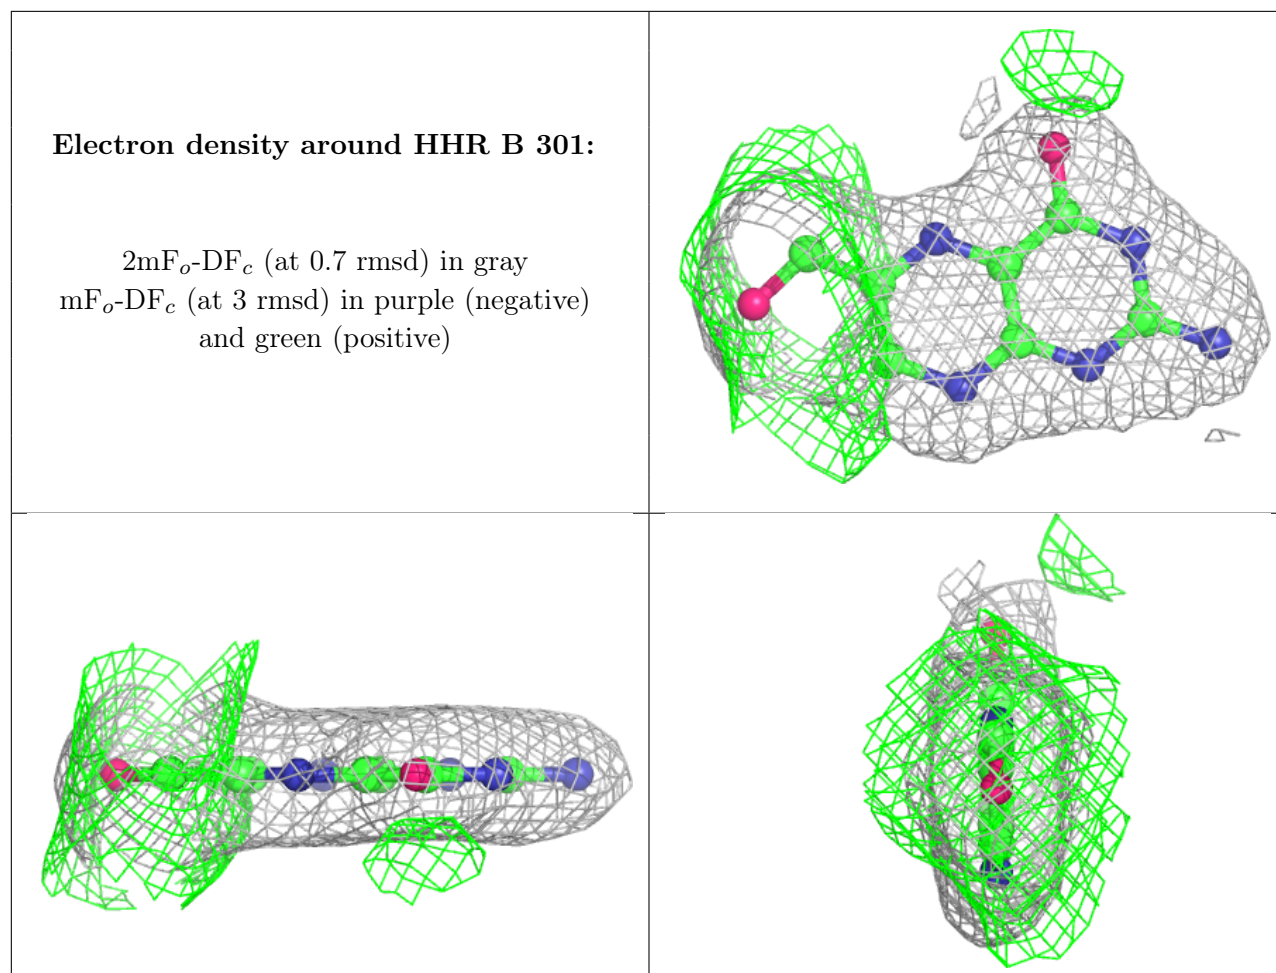 Electron density around HHR B 301:
2mFo-DFc (at 0.7 rmsd) in gray
mFo-DFc (at 3 rmsd) in purple (negative)
and green (positive)